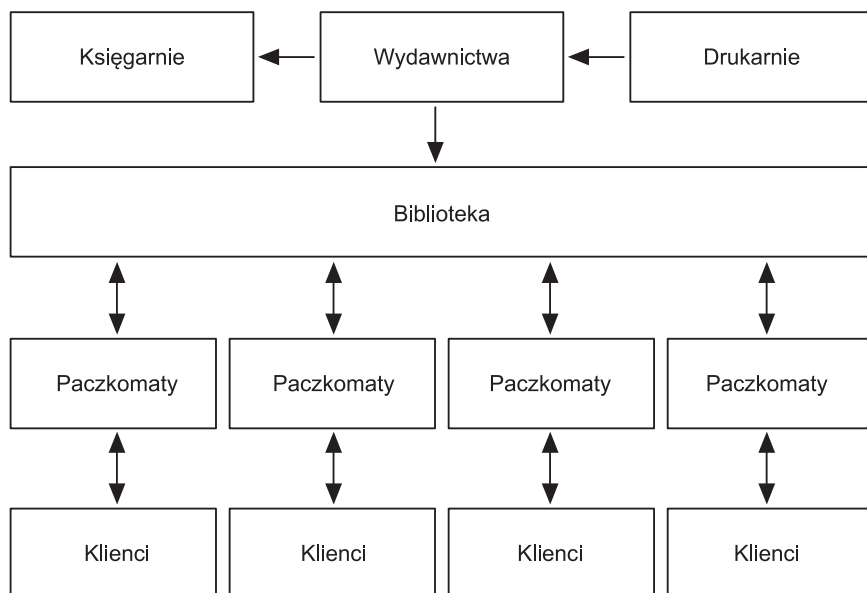 Księgarnie
Wydawnictwa
Drukarnie
Biblioteka
Paczkomaty
Paczkomaty
Paczkomaty
Paczkomaty
Klienci
Klienci
Klienci
Klienci